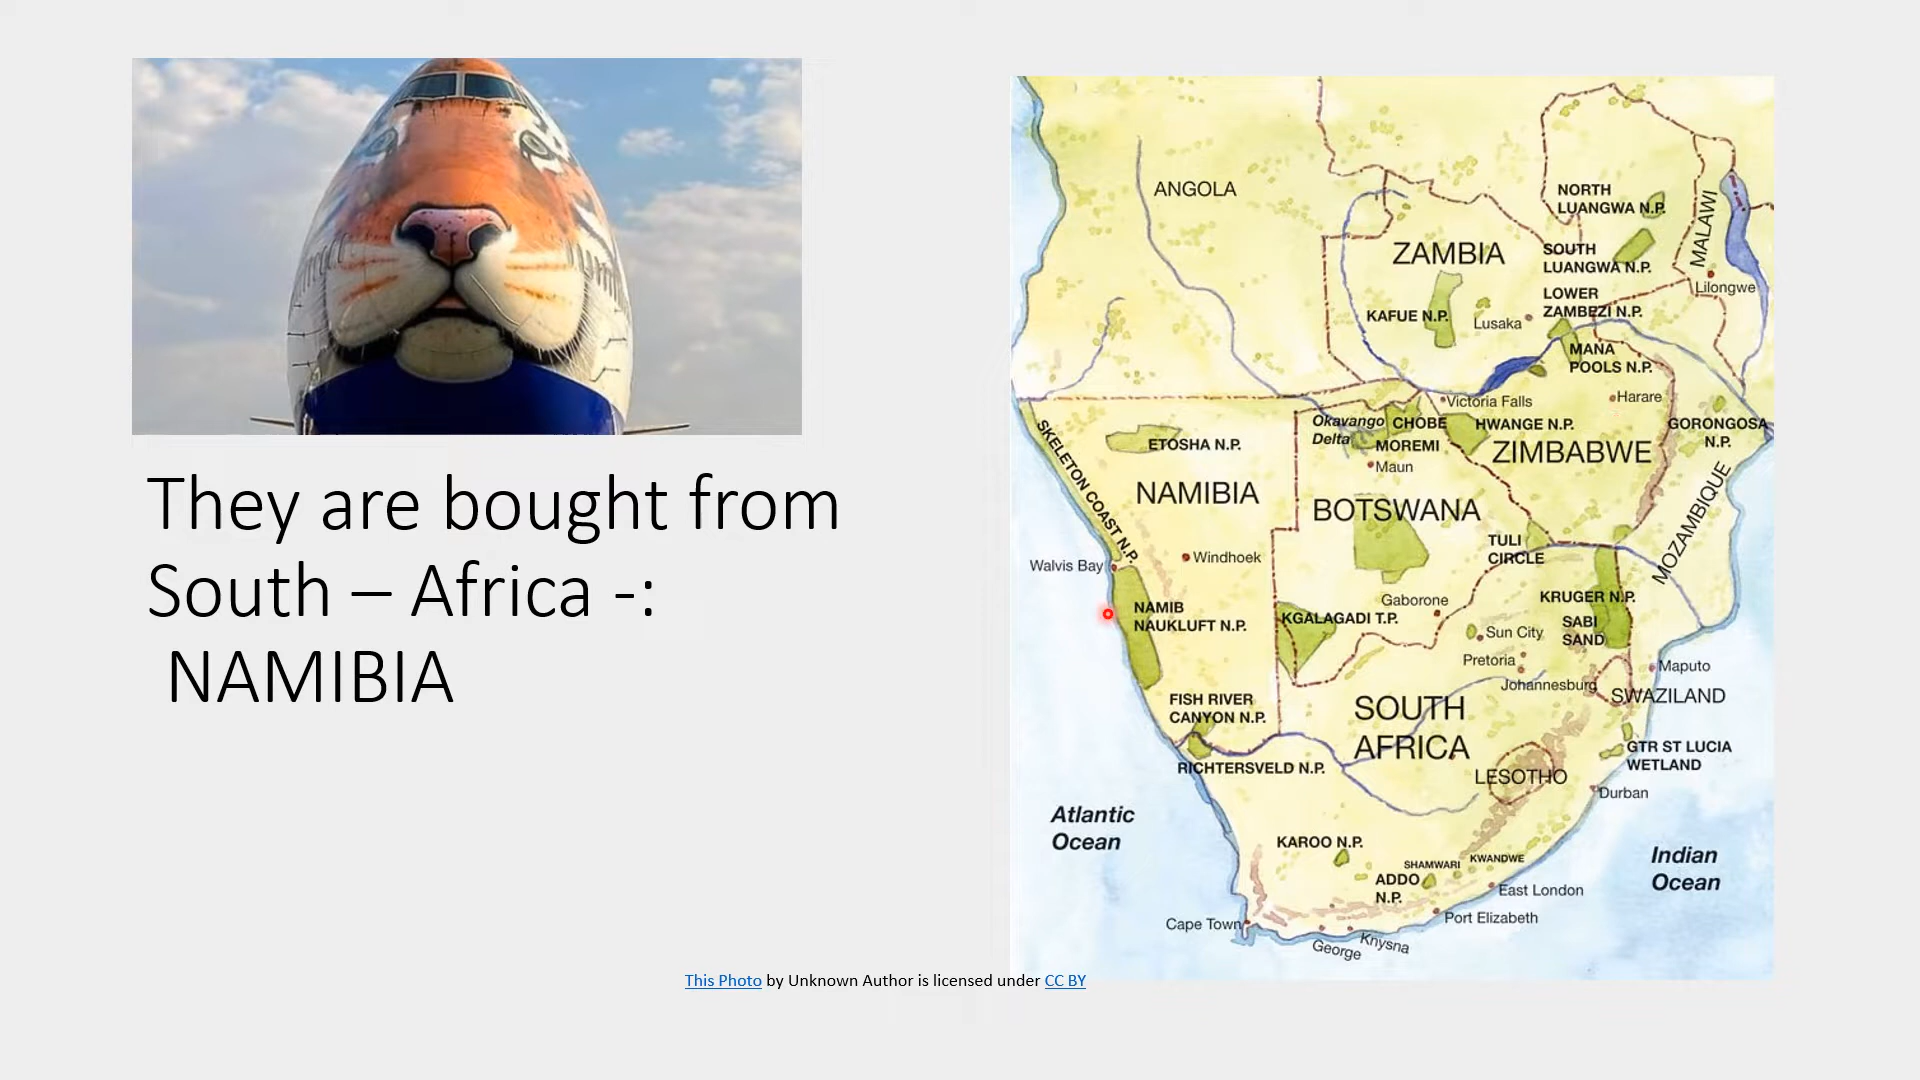 They are bought from
South – Africa -:
NAMIBIA
ANGOLA
ZAMBIA
NORTH
LUANGWA N.P.
SOUTH
LUANGWA N.P.
MALAWI
Lilongwe
LOWER
ZAMBEZI N.P.
KAFUE N.P.
Lusaka
MANA
POOLS N.P.
Victoria Falls
Harare
Okavango
Delta
CHOBE
MOREMI
Maun
HWANGE N.P.
ZIMBABWE
GORONGOSA
N.P.
MOZAMBIQUE
SKELETON COAST N.P.
ETOSHA N.P.
NAMIBIA
BOTSWANA
TULI
CIRCLE
Walvis Bay
Windhoek
NAMIB
NAUKLUFT N.P.
KGALAGADI T.P.
Gaborone
KRUGER N.P.
SABI
SAND
Sun City
Pretoria
Johannesburg
Maputo
SWAZILAND
FISH RIVER
CANYON N.P.
SOUTH
AFRICA
RICHTERSVELD N.P.
LESOTHO
GTR ST LUCIA
WETLAND
Durban
Atlantic
Ocean
KAROO N.P.
SHAMWARI
KWANDWE
ADDO
N.P.
East London
Indian
Ocean
Cape Town
Port Elizabeth
George
Knysna
This Photo by Unknown Author is licensed under CC BY